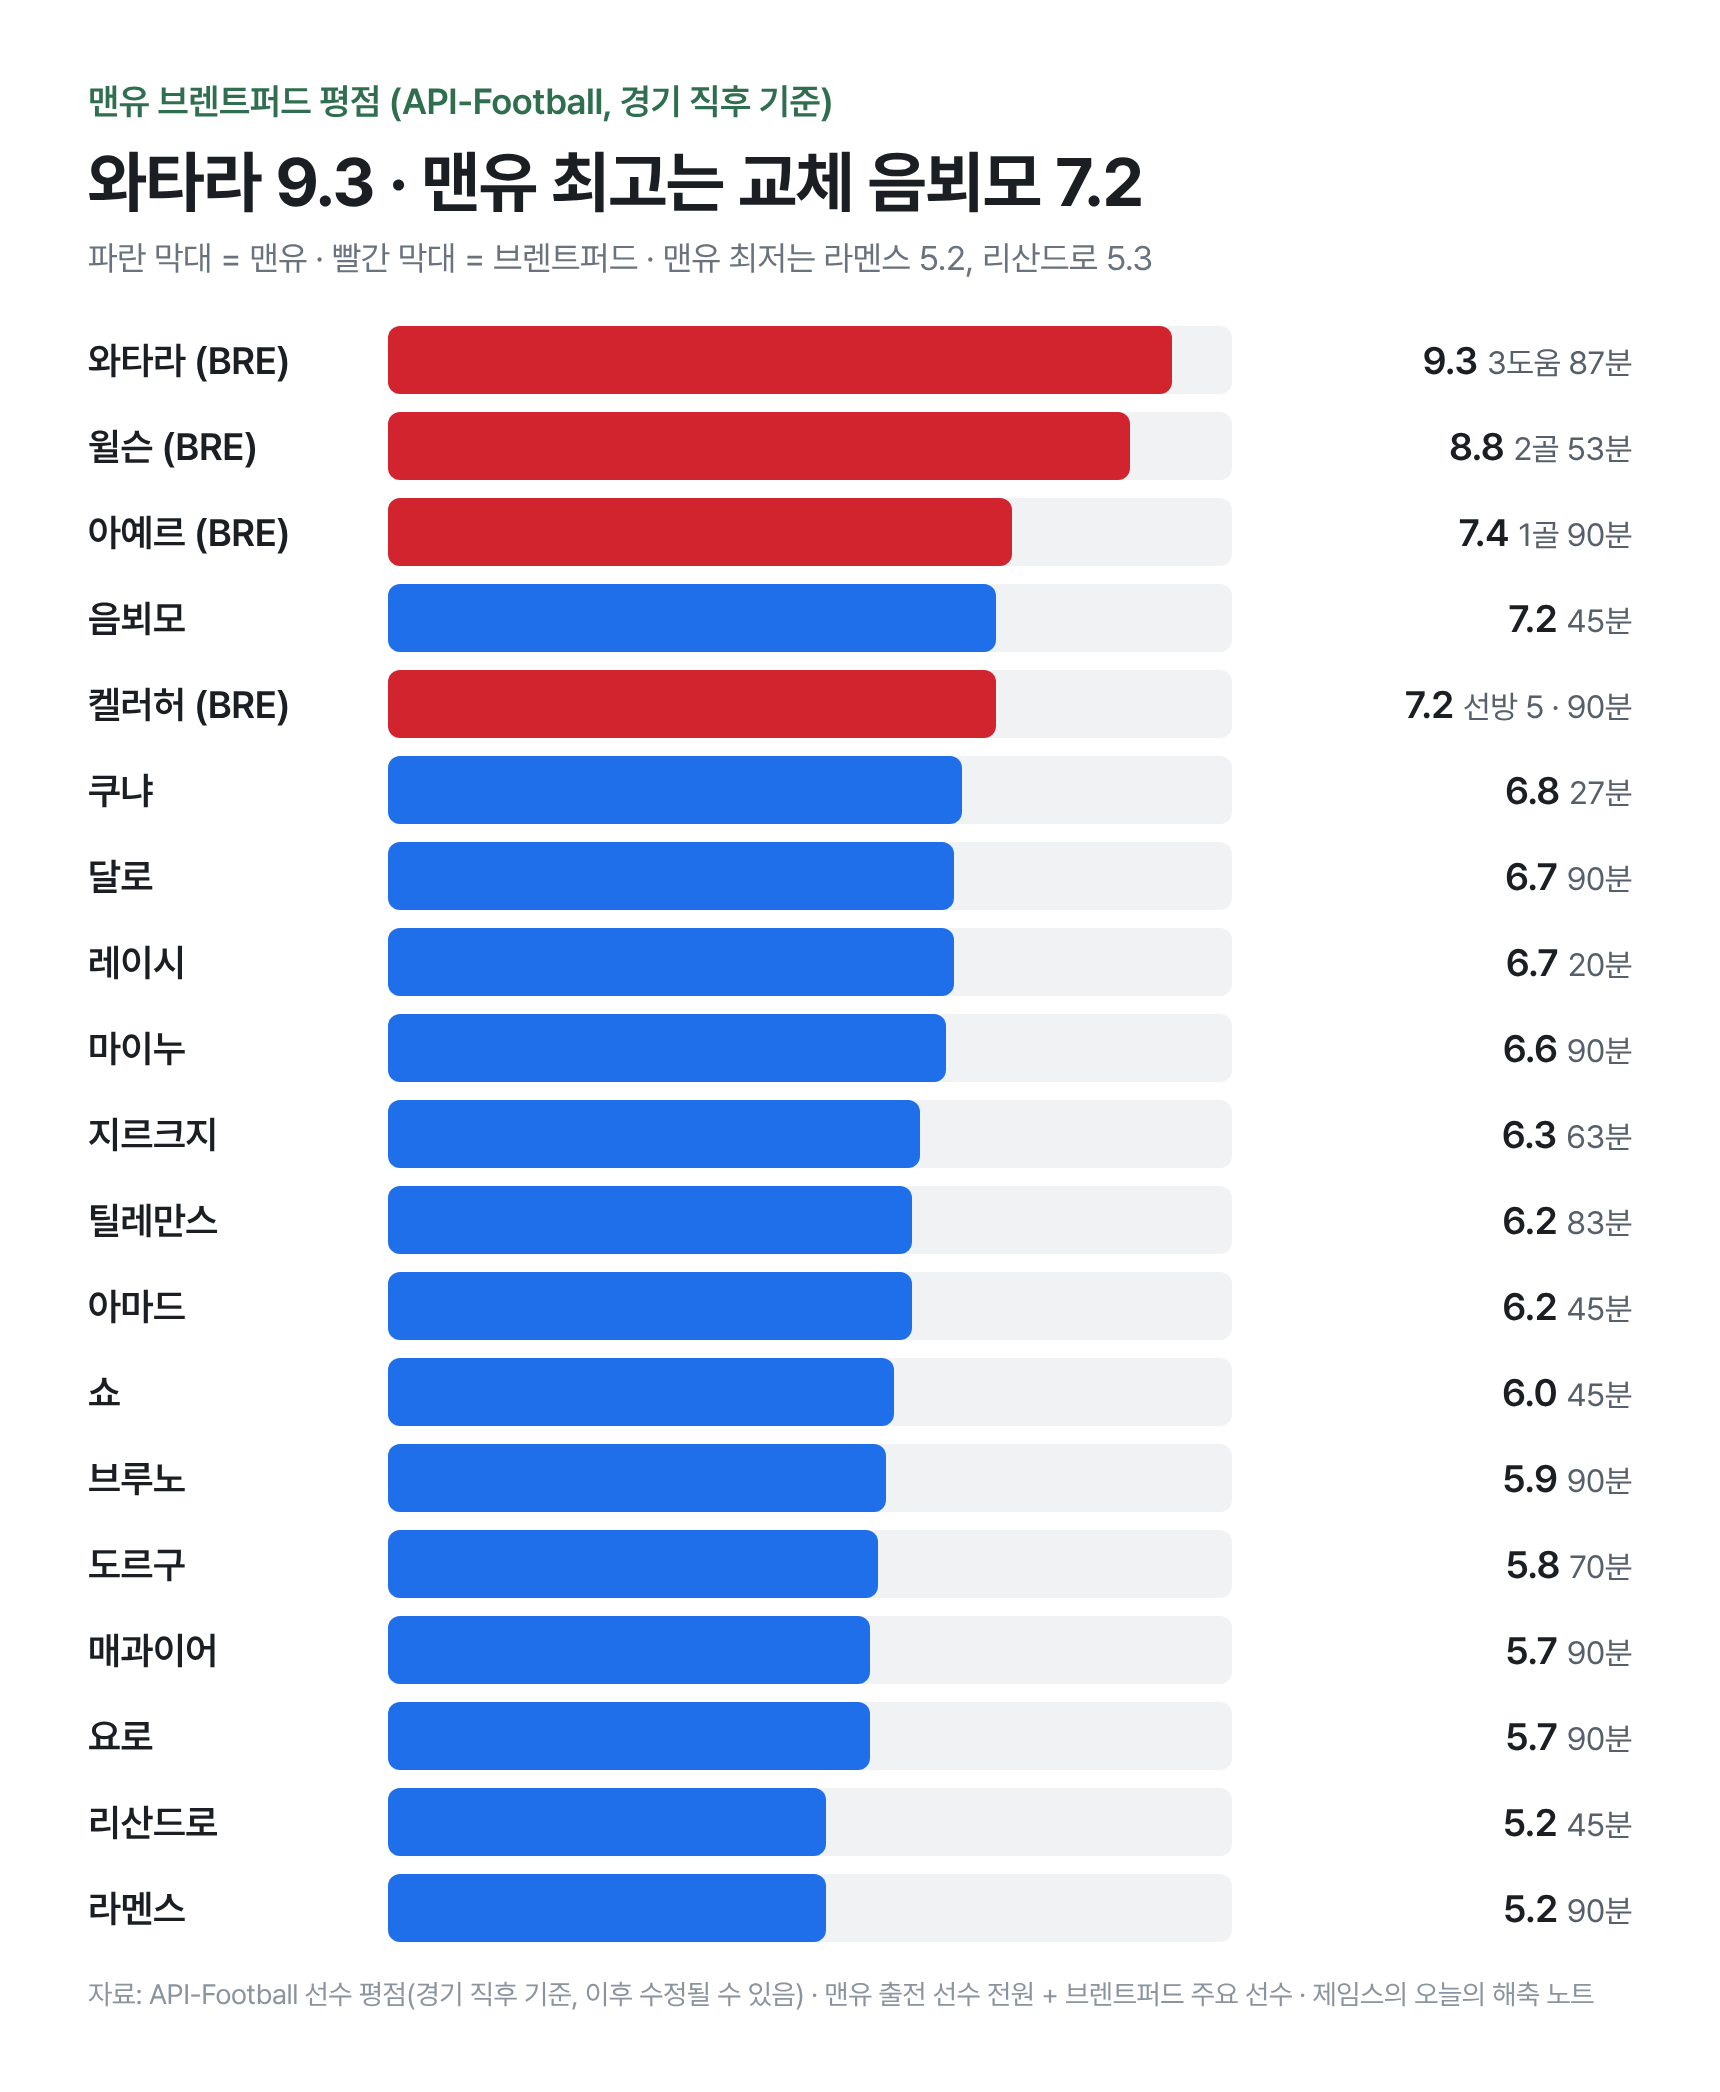 맨유 브렌트퍼드 평점 (API-Football, 경기 직후 기준)
와타라 9.3 · 맨유 최고는 교체 음뵈모 7.2
파란 막대 = 맨유 · 빨간 막대 = 브렌트퍼드 · 맨유 최저는 라멘스 5.2, 리산드로 5.3
와타라 (BRE) 9.3 3도움 87분
윌슨 (BRE) 8.8 2골 53분
아예르 (BRE) 7.4 1골 90분
음뵈모 7.2 45분
켈러허 (BRE) 7.2 선방 5 · 90분
쿠냐 6.8 27분
달로 6.7 90분
레이시 6.7 20분
마이누 6.6 90분
지르크지 6.3 63분
틸레만스 6.2 83분
아마드 6.2 45분
쇼 6.0 45분
브루노 5.9 90분
도르구 5.8 70분
매과이어 5.7 90분
요로 5.7 90분
리산드로 5.2 45분
라멘스 5.2 90분
자료: API-Football 선수 평점(경기 직후 기준, 이후 수정될 수 있음) · 맨유 출전 선수 전원 + 브렌트퍼드 주요 선수 · 제임스의 오늘의 해축 노트